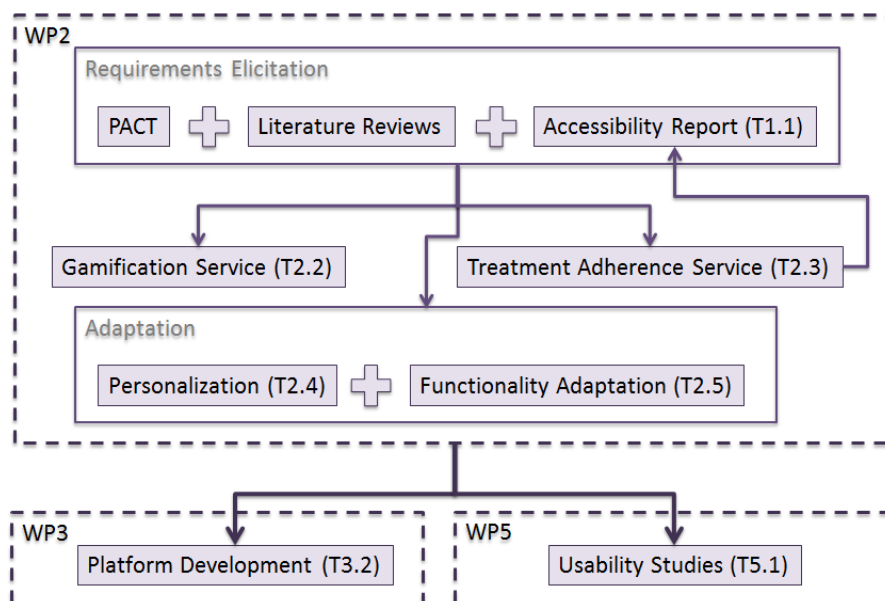 WP2
Requirements Elicitation
PACT
Literature Reviews
Accessibility Report (T1.1)
Gamification Service (T2.2)
Treatment Adherence Service (T2.3)
Adaptation
Personalization (T2.4)
Functionality Adaptation (T2.5)
WP3
Platform Development (T3.2)
WP5
Usability Studies (T5.1)